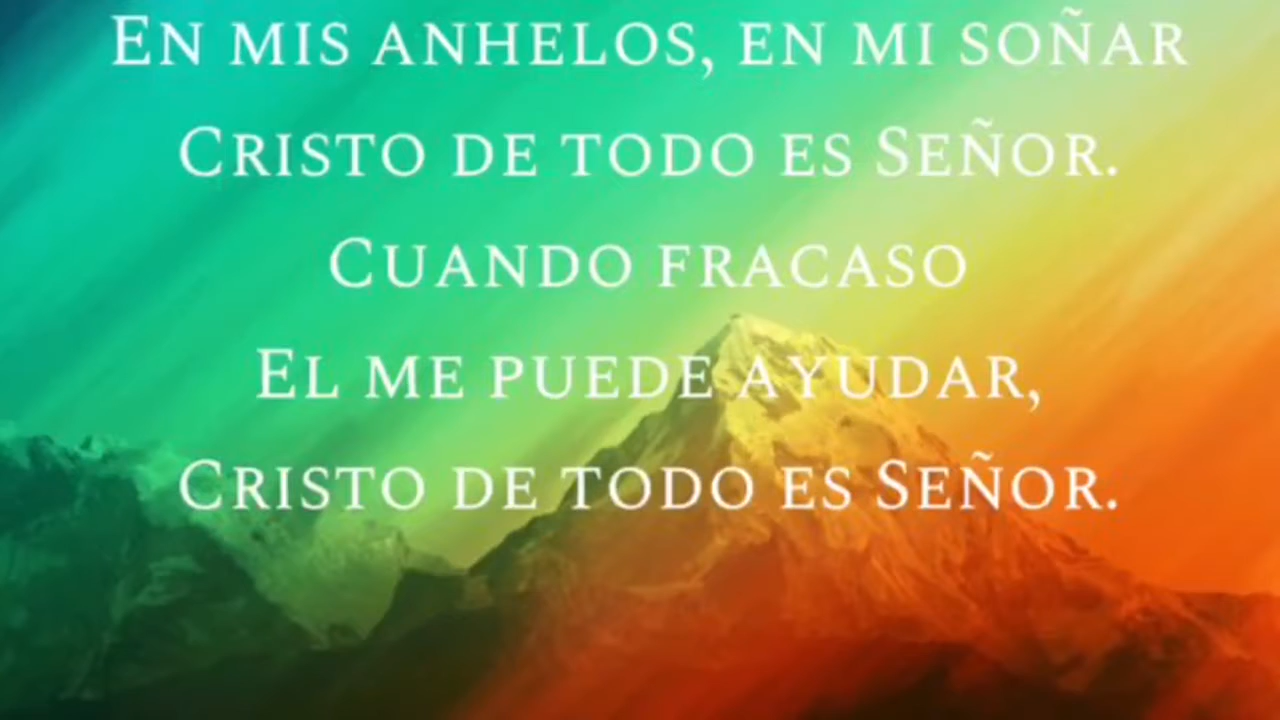 En mis anhelos, en mi soñar
Cristo de todo es Señor.
Cuando fracaso
El me puede ayudar,
Cristo de todo es Señor.